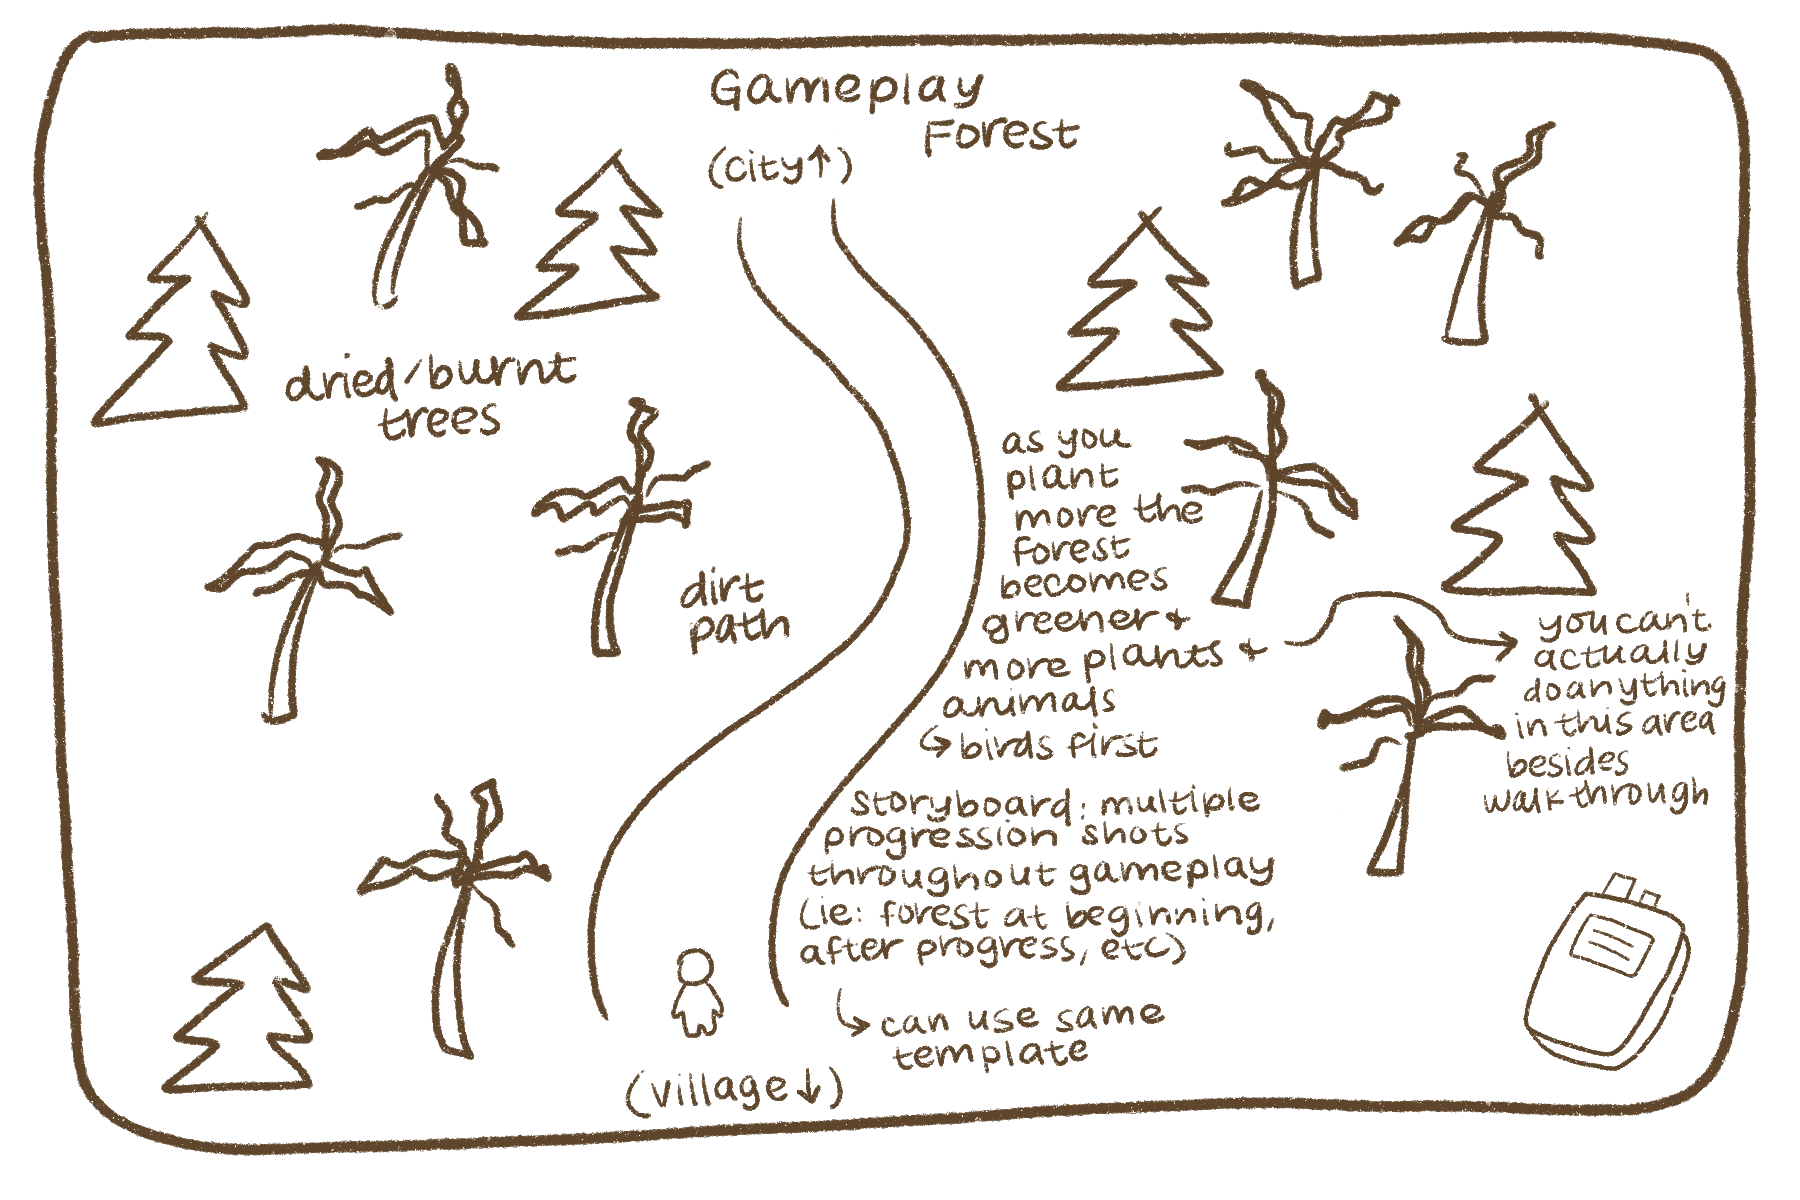 Gameplay
Forest
(city↑)
dried/burnt
trees
dirt
path
as you
plant
more the
forest
becomes
greener +
more plants +
animals
↳ birds first
you can't
actually
do anything
in this area
besides
walk through
storyboard: multiple
progression shots
throughout gameplay
(ie: forest at beginning,
after progress, etc)
↳ can use same
template
(village↓)